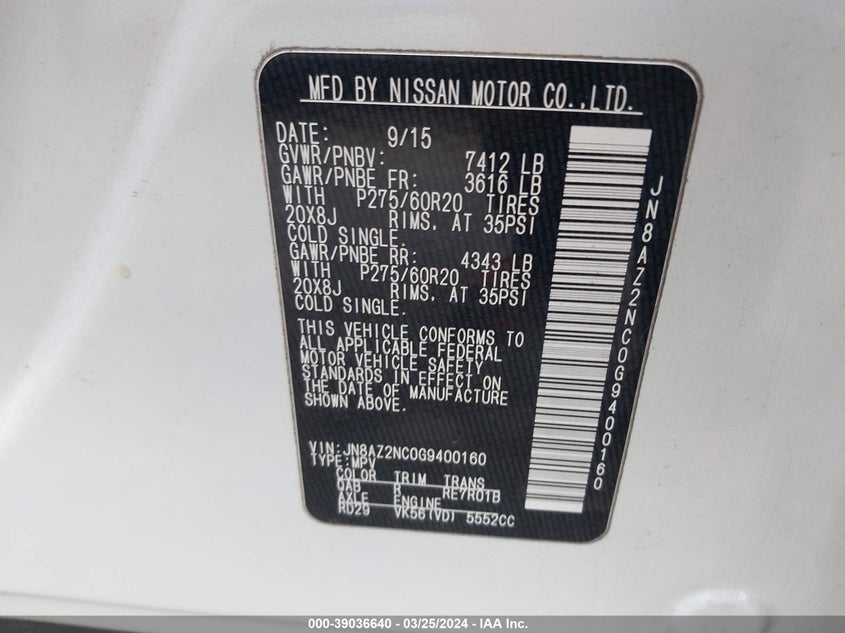 MFD BY NISSAN MOTOR CO.,LTD.
DATE: 9/15
GVWR/PNBV: 7412 LB
GAWR/PNBE FR: 3616 LB
WITH P275/60R20 TIRES
20X8J RIMS, AT 35PSI
COLD SINGLE.
GAWR/PNBE RR: 4343 LB
WITH P275/60R20 TIRES
20X8J RIMS, AT 35PSI
COLD SINGLE.
THIS VEHICLE CONFORMS TO
ALL APPLICABLE FEDERAL
MOTOR VEHICLE SAFETY
STANDARDS IN EFFECT ON
THE DATE OF MANUFACTURE
SHOWN ABOVE.
VIN:JN8AZ2NC0G9400160
TYPE:MPV
COLOR TRIM TRANS
QAB R RE7R01B
AXLE ENGINE
RD29 VK56(VD) 5552CC
JN8AZ2NC0G9400160
000-39036640 - 03/25/2024 - IAA Inc.